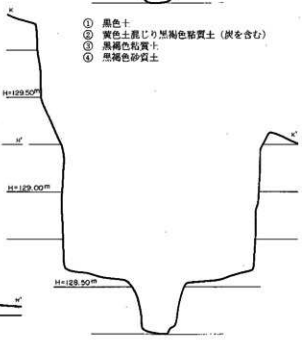 K
① 黒色土
② 黄色土混じり黒褐色粘質土（炭を含む）
③ 黒褐色粘質土
④ 黒褐色砂質土
H=129.50m
H' K'
H=129.00m
H=128.50m
H'